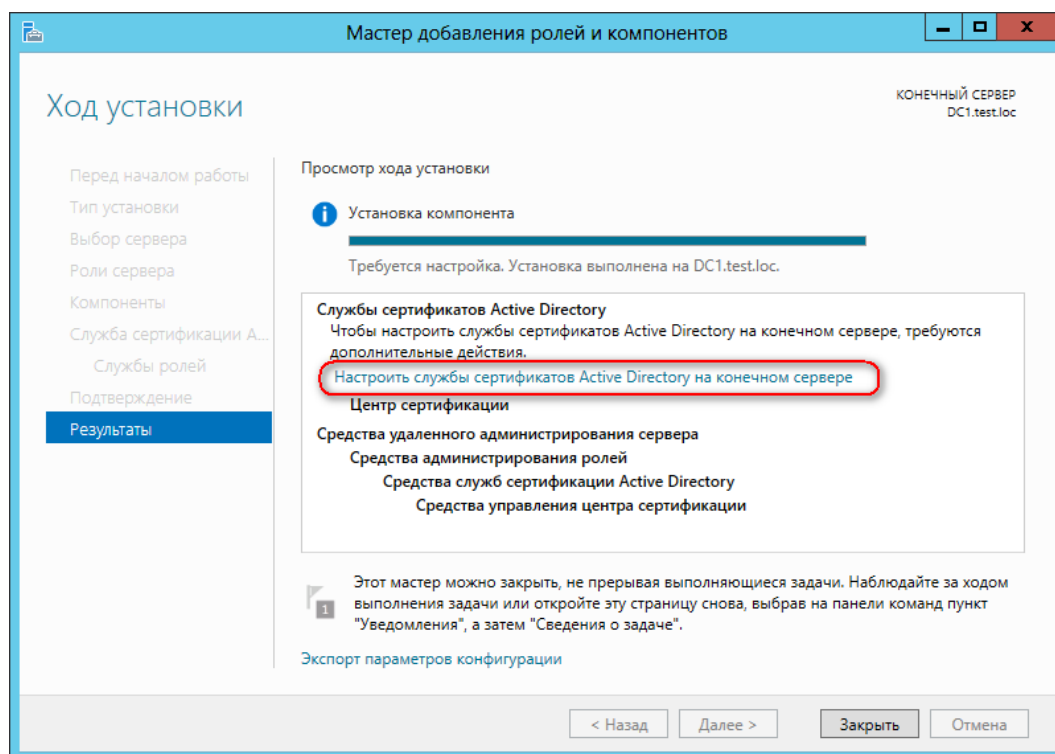 Мастер добавления ролей и компонентов
Ход установки
КОНЕЧНЫЙ СЕРВЕР
DC1.test.loc
Перед началом работы
Тип установки
Выбор сервера
Роли сервера
Компоненты
Служба сертификации А...
Службы ролей
Подтверждение
Результаты
Просмотр хода установки
Установка компонента
Требуется настройка. Установка выполнена на DC1.test.loc.
Службы сертификатов Active Directory
Чтобы настроить службы сертификатов Active Directory на конечном сервере, требуются
дополнительные действия.
Настроить службы сертификатов Active Directory на конечном сервере
Центр сертификации
Средства удаленного администрирования сервера
Средства администрирования ролей
Средства служб сертификации Active Directory
Средства управления центра сертификации
1
Этот мастер можно закрыть, не прерывая выполняющиеся задачи. Наблюдайте за ходом
выполнения задачи или откройте эту страницу снова, выбрав на панели команд пункт
"Уведомления", а затем "Сведения о задаче".
Экспорт параметров конфигурации
< Назад
Далее >
Закрыть
Отмена